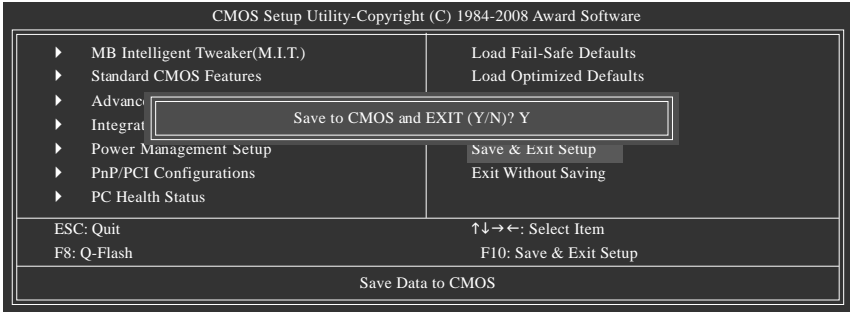 CMOS Setup Utility-Copyright (C) 1984-2008 Award Software
MB Intelligent Tweaker(M.I.T.)
Standard CMOS Features
Power Management Setup
PnP/PCI Configurations
PC Health Status
Load Fail-Safe Defaults
Load Optimized Defaults
Save & Exit Setup
Exit Without Saving
Save to CMOS and EXIT (Y/N)? Y
ESC: Quit
F8: Q-Flash
↑↓→←: Select Item
F10: Save & Exit Setup
Save Data to CMOS